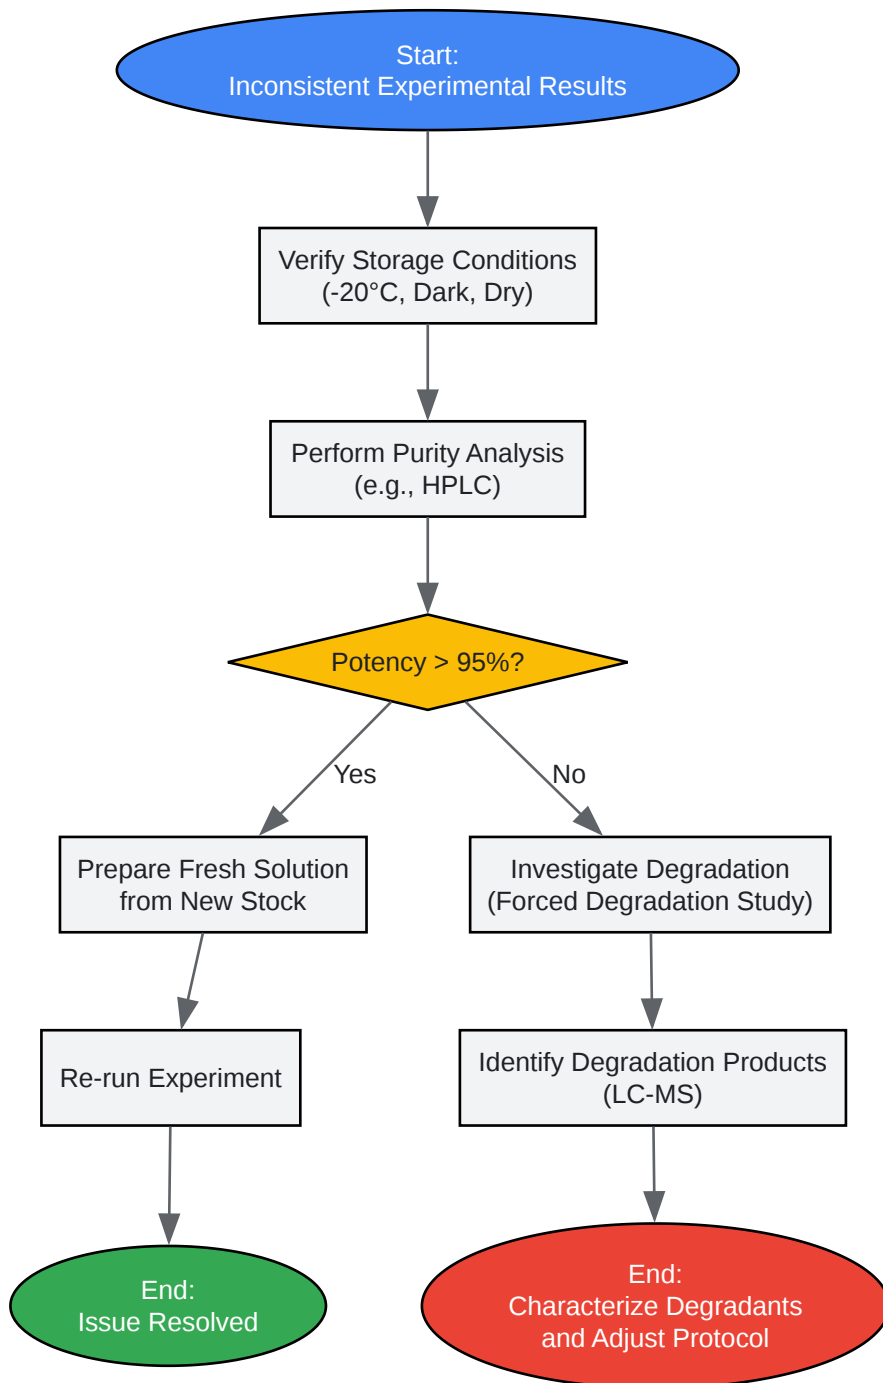 Start:
Inconsistent Experimental Results
Verify Storage Conditions
(-20°C, Dark, Dry)
Perform Purity Analysis
(e.g., HPLC)
Potency > 95%?
Yes
No
Prepare Fresh Solution
from New Stock
Investigate Degradation
(Forced Degradation Study)
Re-run Experiment
Identify Degradation Products
(LC-MS)
End:
Issue Resolved
End:
Characterize Degradants
and Adjust Protocol